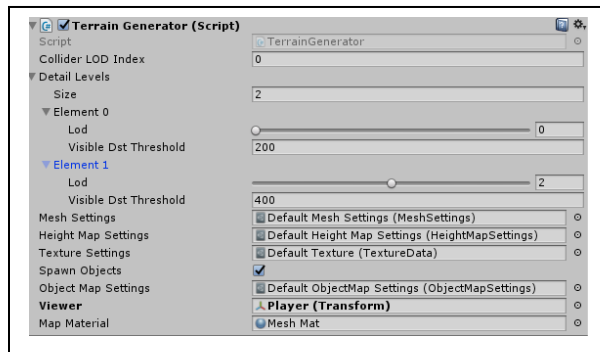 Terrain Generator (Script)
Script TerrainGenerator
Collider LOD Index 0
Detail Levels
Size 2
Element 0
Lod 0
Visible Dst Threshold 200
Element 1
Lod 2
Visible Dst Threshold 400
Mesh Settings Default Mesh Settings (MeshSettings)
Height Map Settings Default Height Map Settings (HeightMapSettings)
Texture Settings Default Texture (TextureData)
Spawn Objects
Object Map Settings Default ObjectMap Settings (ObjectMapSettings)
Viewer Player (Transform)
Map Material Mesh Mat